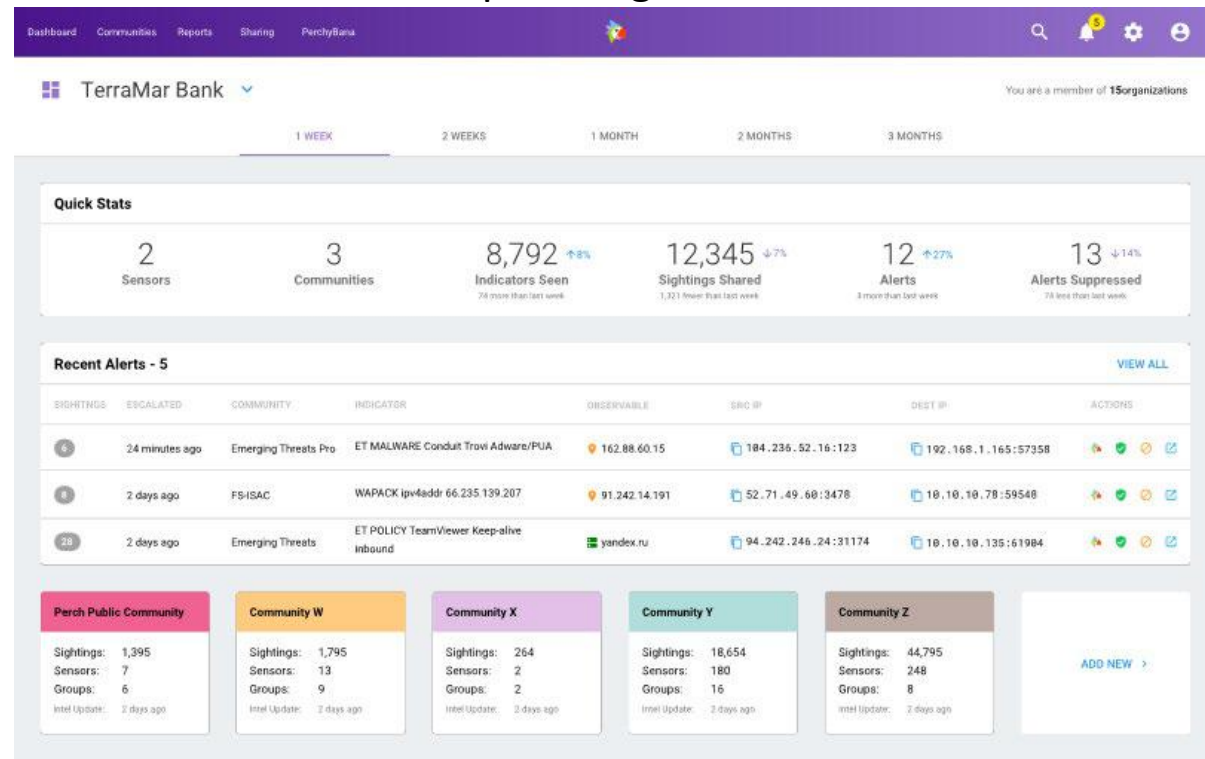 Dashboard Communities Reports Sharing PerchyBana 5
TerraMar Bank
You are a member of 15organizations
1 WEEK 2 WEEKS 1 MONTH 2 MONTHS 3 MONTHS
Quick Stats
2 3 8,792 ↑8% 12,345 ↓7% 12 ↑27% 13 ↓14%
Sensors Communities Indicators Seen Sightings Shared Alerts Alerts Suppressed
74 more than last week 1,321 fewer than last week 3 more than last week 74 less than last week
Recent Alerts - 5 VIEW ALL
SIGHITNGS ESCALATED COMMUNITY INDICATOR OBSERVABLE SRC IP DEST IP ACTIONS
6 24 minutes ago Emerging Threats Pro ET MALWARE Conduit Trovi Adware/PUA 162.88.60.15 104.236.52.16:123 192.168.1.165:57358
8 2 days ago FS-ISAC WAPACK ipv4addr 66.235.139.207 91.242.14.191 52.71.49.60:3478 10.10.10.78:59548
28 2 days ago Emerging Threats ET POLICY TeamViewer Keep-alive yandex.ru 94.242.246.24:31174 10.10.10.135:61904
inbound
Perch Public Community Community W Community X Community Y Community Z
Sightings: 1,395 Sightings: 1,795 Sightings: 264 Sightings: 18,654 Sightings: 44,795
Sensors: 7 Sensors: 13 Sensors: 2 Sensors: 180 Sensors: 248
ADD NEW >
Groups: 6 Groups: 9 Groups: 2 Groups: 16 Groups: 8
Intel Update: 2 days ago Intel Update: 2 days ago Intel Update: 2 days ago Intel Update: 2 days ago Intel Update: 2 days ago